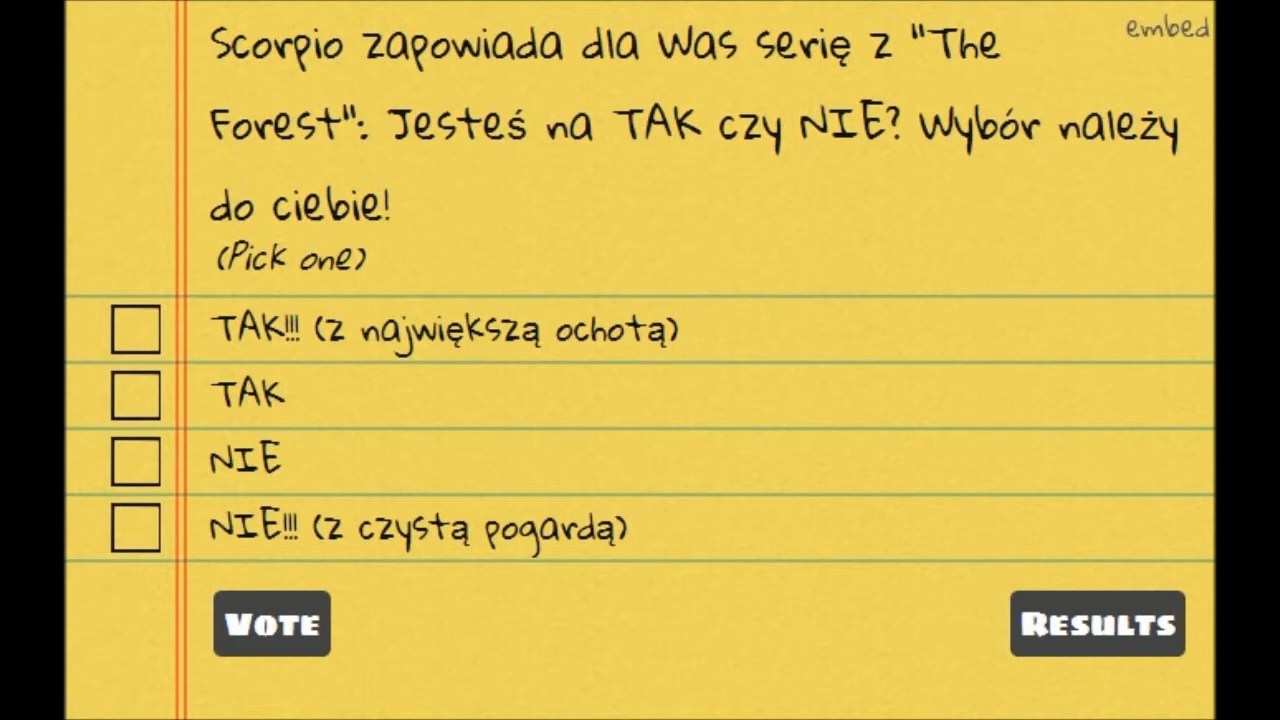 embed
Scorpio zapowiada dla Was serię z "The
Forest": Jesteś na TAK czy NIE? Wybór należy
do ciebie!
(Pick one)
TAK!!! (z największą ochotą)
TAK
NIE
NIE!!! (z czystą pogardą)
VOTE
RESULTS